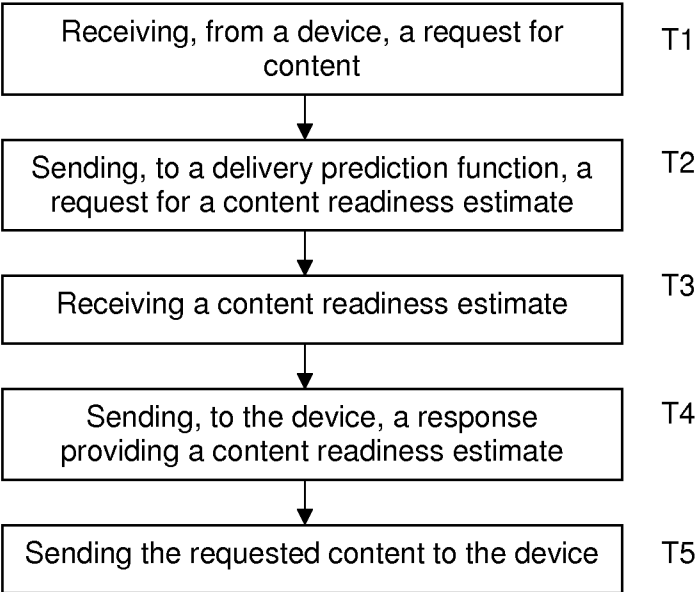 Receiving, from a device, a request for
content
T1
Sending, to a delivery prediction function, a
request for a content readiness estimate
T2
Receiving a content readiness estimate
T3
Sending, to the device, a response
providing a content readiness estimate
T4
Sending the requested content to the device
T5